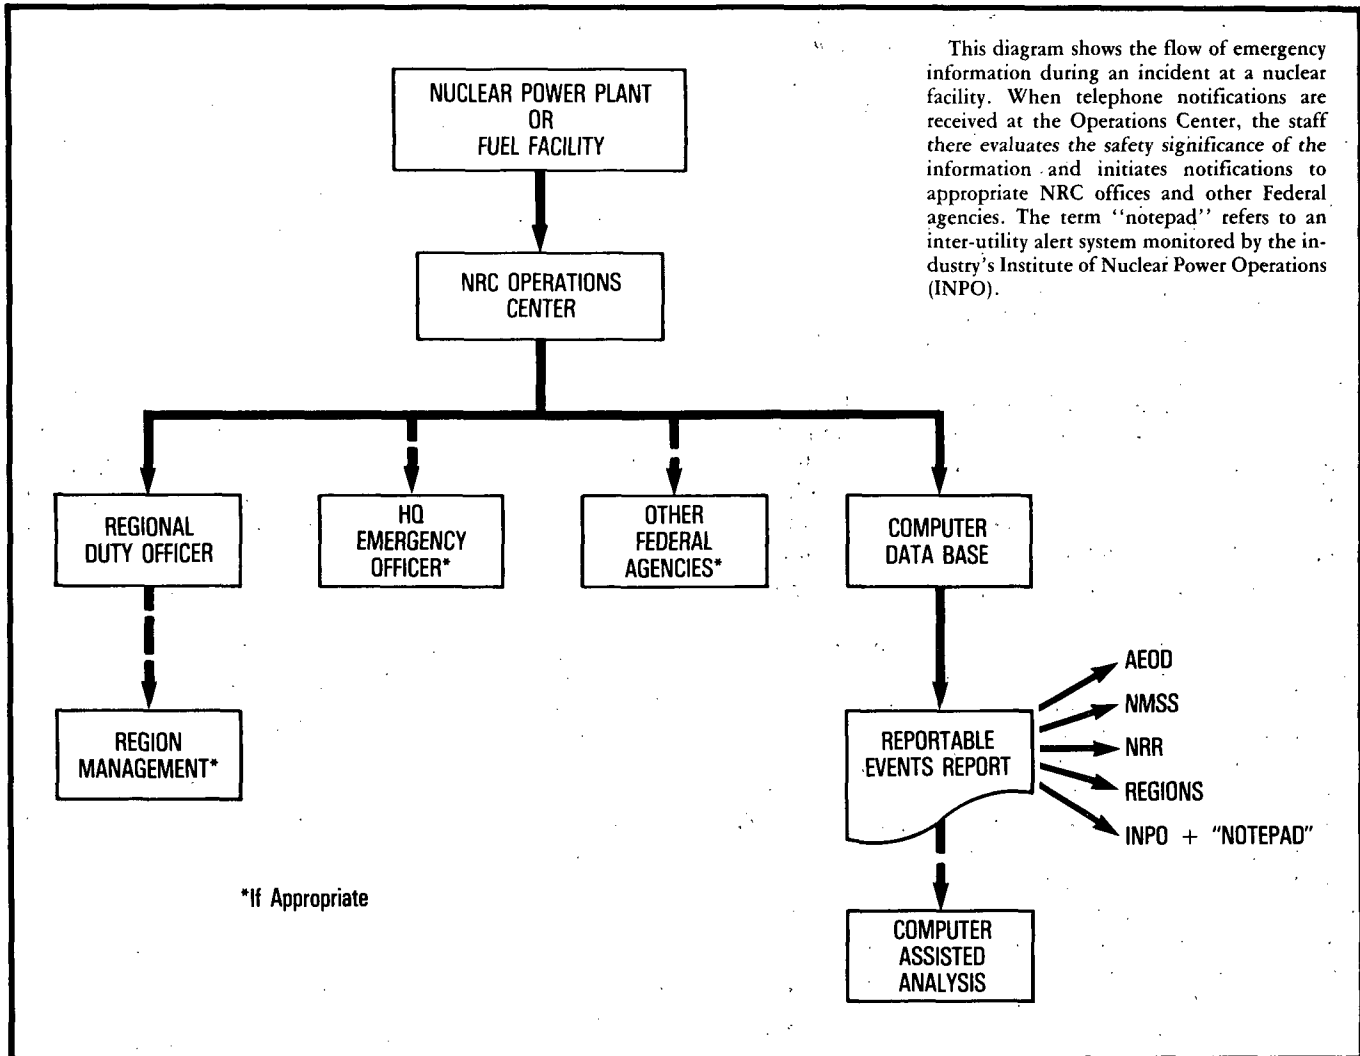 This diagram shows the flow of emergency
information during an incident at a nuclear
facility. When telephone notifications are
received at the Operations Center, the staff
there evaluates the safety significance of the
information and initiates notifications to
appropriate NRC offices and other Federal
agencies. The term "notepad" refers to an
inter-utility alert system monitored by the in-
dustry's Institute of Nuclear Power Operations
(INPO).
NUCLEAR POWER PLANT
OR
FUEL FACILITY
NRC OPERATIONS
CENTER
REGIONAL
DUTY OFFICER
HQ
EMERGENCY
OFFICER*
OTHER
FEDERAL
AGENCIES*
COMPUTER
DATA BASE
REGION
MANAGEMENT*
REPORTABLE
EVENTS REPORT
AEOD
NMSS
NRR
REGIONS
INPO + "NOTEPAD"
*If Appropriate
COMPUTER
ASSISTED
ANALYSIS